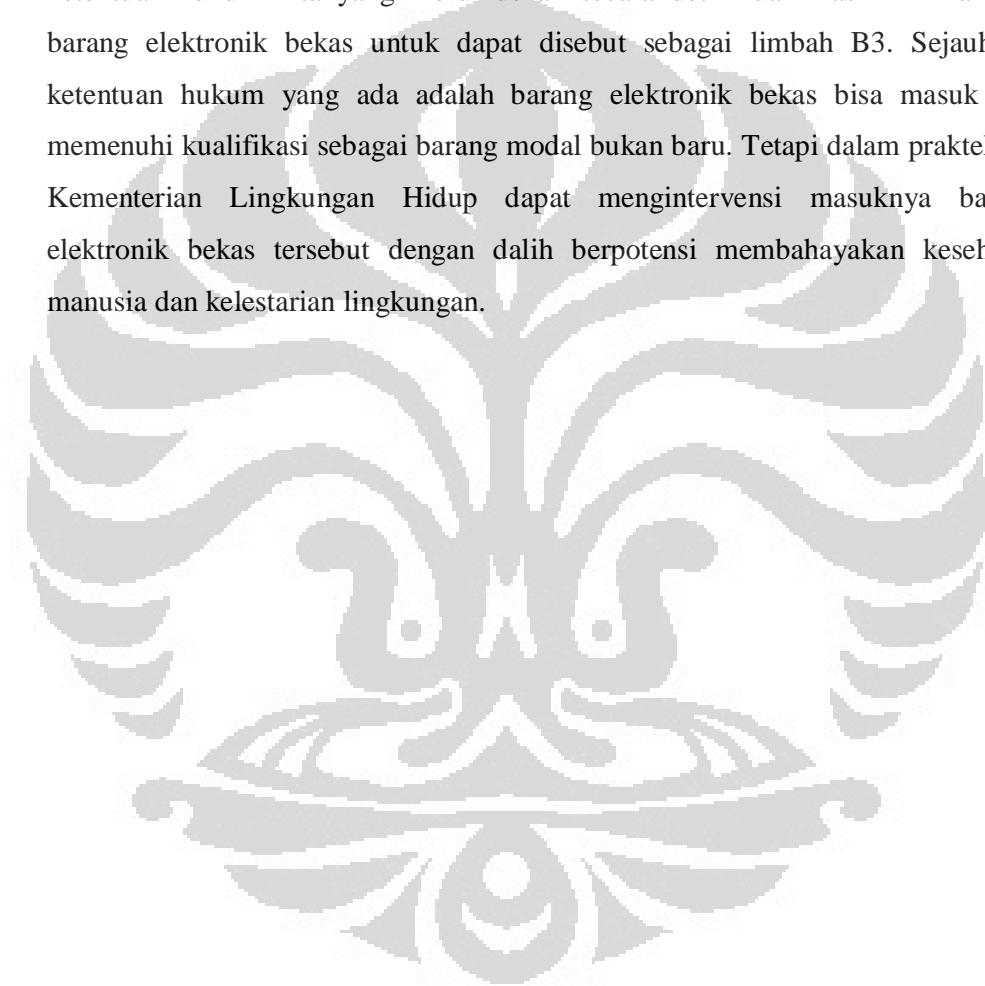 barang elektronik bekas untuk dapat disebut sebagai limbah B3. Sejauh
ketentuan hukum yang ada adalah barang elektronik bekas bisa masuk
memenuhi kualifikasi sebagai barang modal bukan baru. Tetapi dalam
Kementerian Lingkungan Hidup dapat mengintervensi masuknya
elektronik bekas tersebut dengan dalih berpotensi membahayakan
manusia dan kelestarian lingkungan.